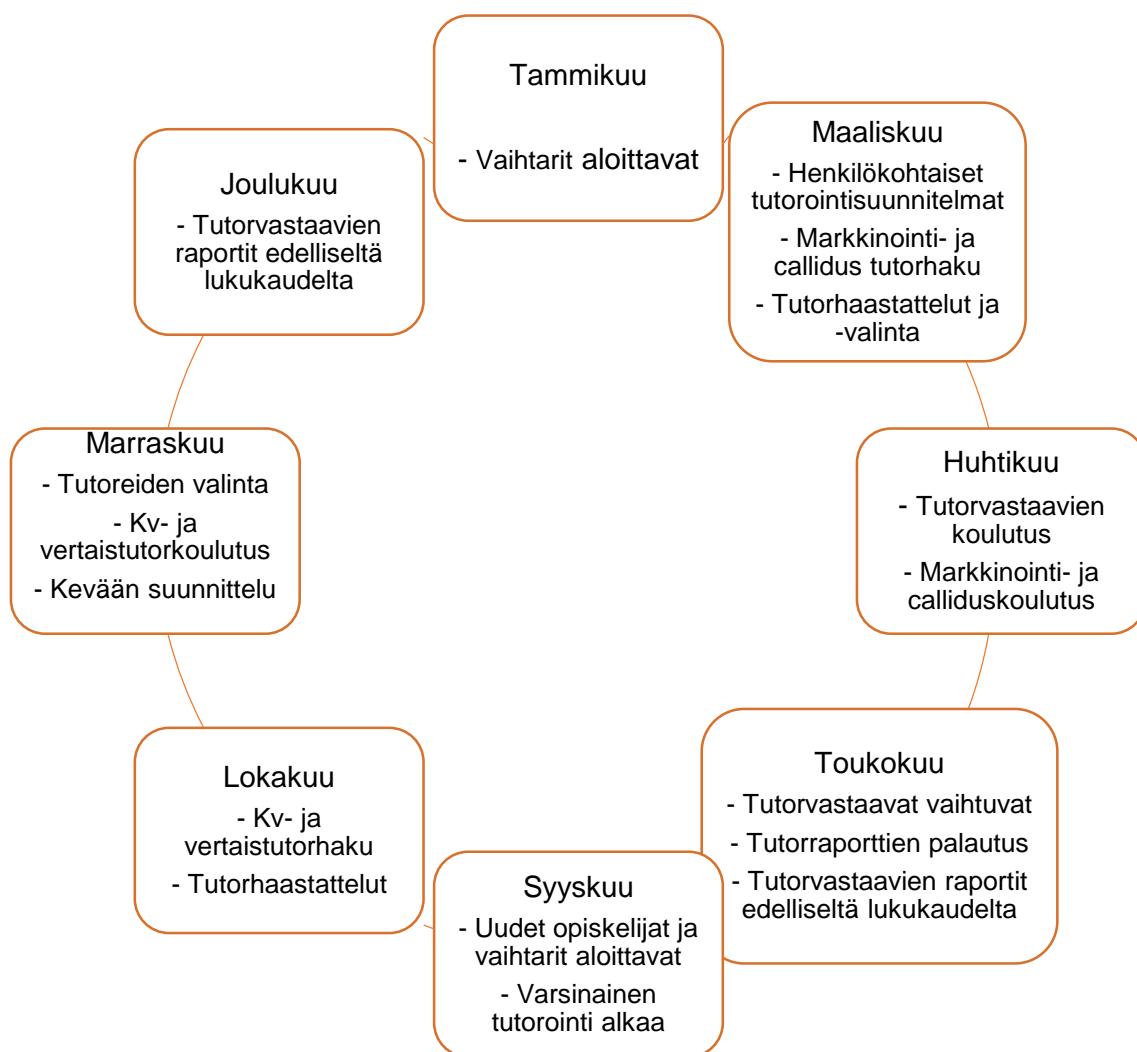 Tammikuu
- Vaihtarit aloittavat
Maaliskuu
- Henkilökohtaiset
tutorointisuunnitelmat
- Markkinointi- ja
callidus tutorhaku
- Tutorhaastattelut ja
-valinta
Huhtikuu
- Tutorvastaavien
koulutus
- Markkinointi- ja
calliduskoulutus
Toukokuu
- Tutorvastaavat vaihtuvat
- Tutorraporttien palautus
- Tutorvastaavien raportit
edelliseltä lukukaudelta
Syyskuu
- Uudet opiskelijat ja
vaihtarit aloittavat
- Varsinainen
tutorointi alkaa
Lokakuu
- Kv- ja
vertaistutorhaku
- Tutorhaastattelut
Marraskuu
- Tutoreiden valinta
- Kv- ja
vertaistutorkoulutus
- Kevään suunnittelu
Joulukuu
- Tutorvastaavien
raportit edelliseltä
lukukaudelta